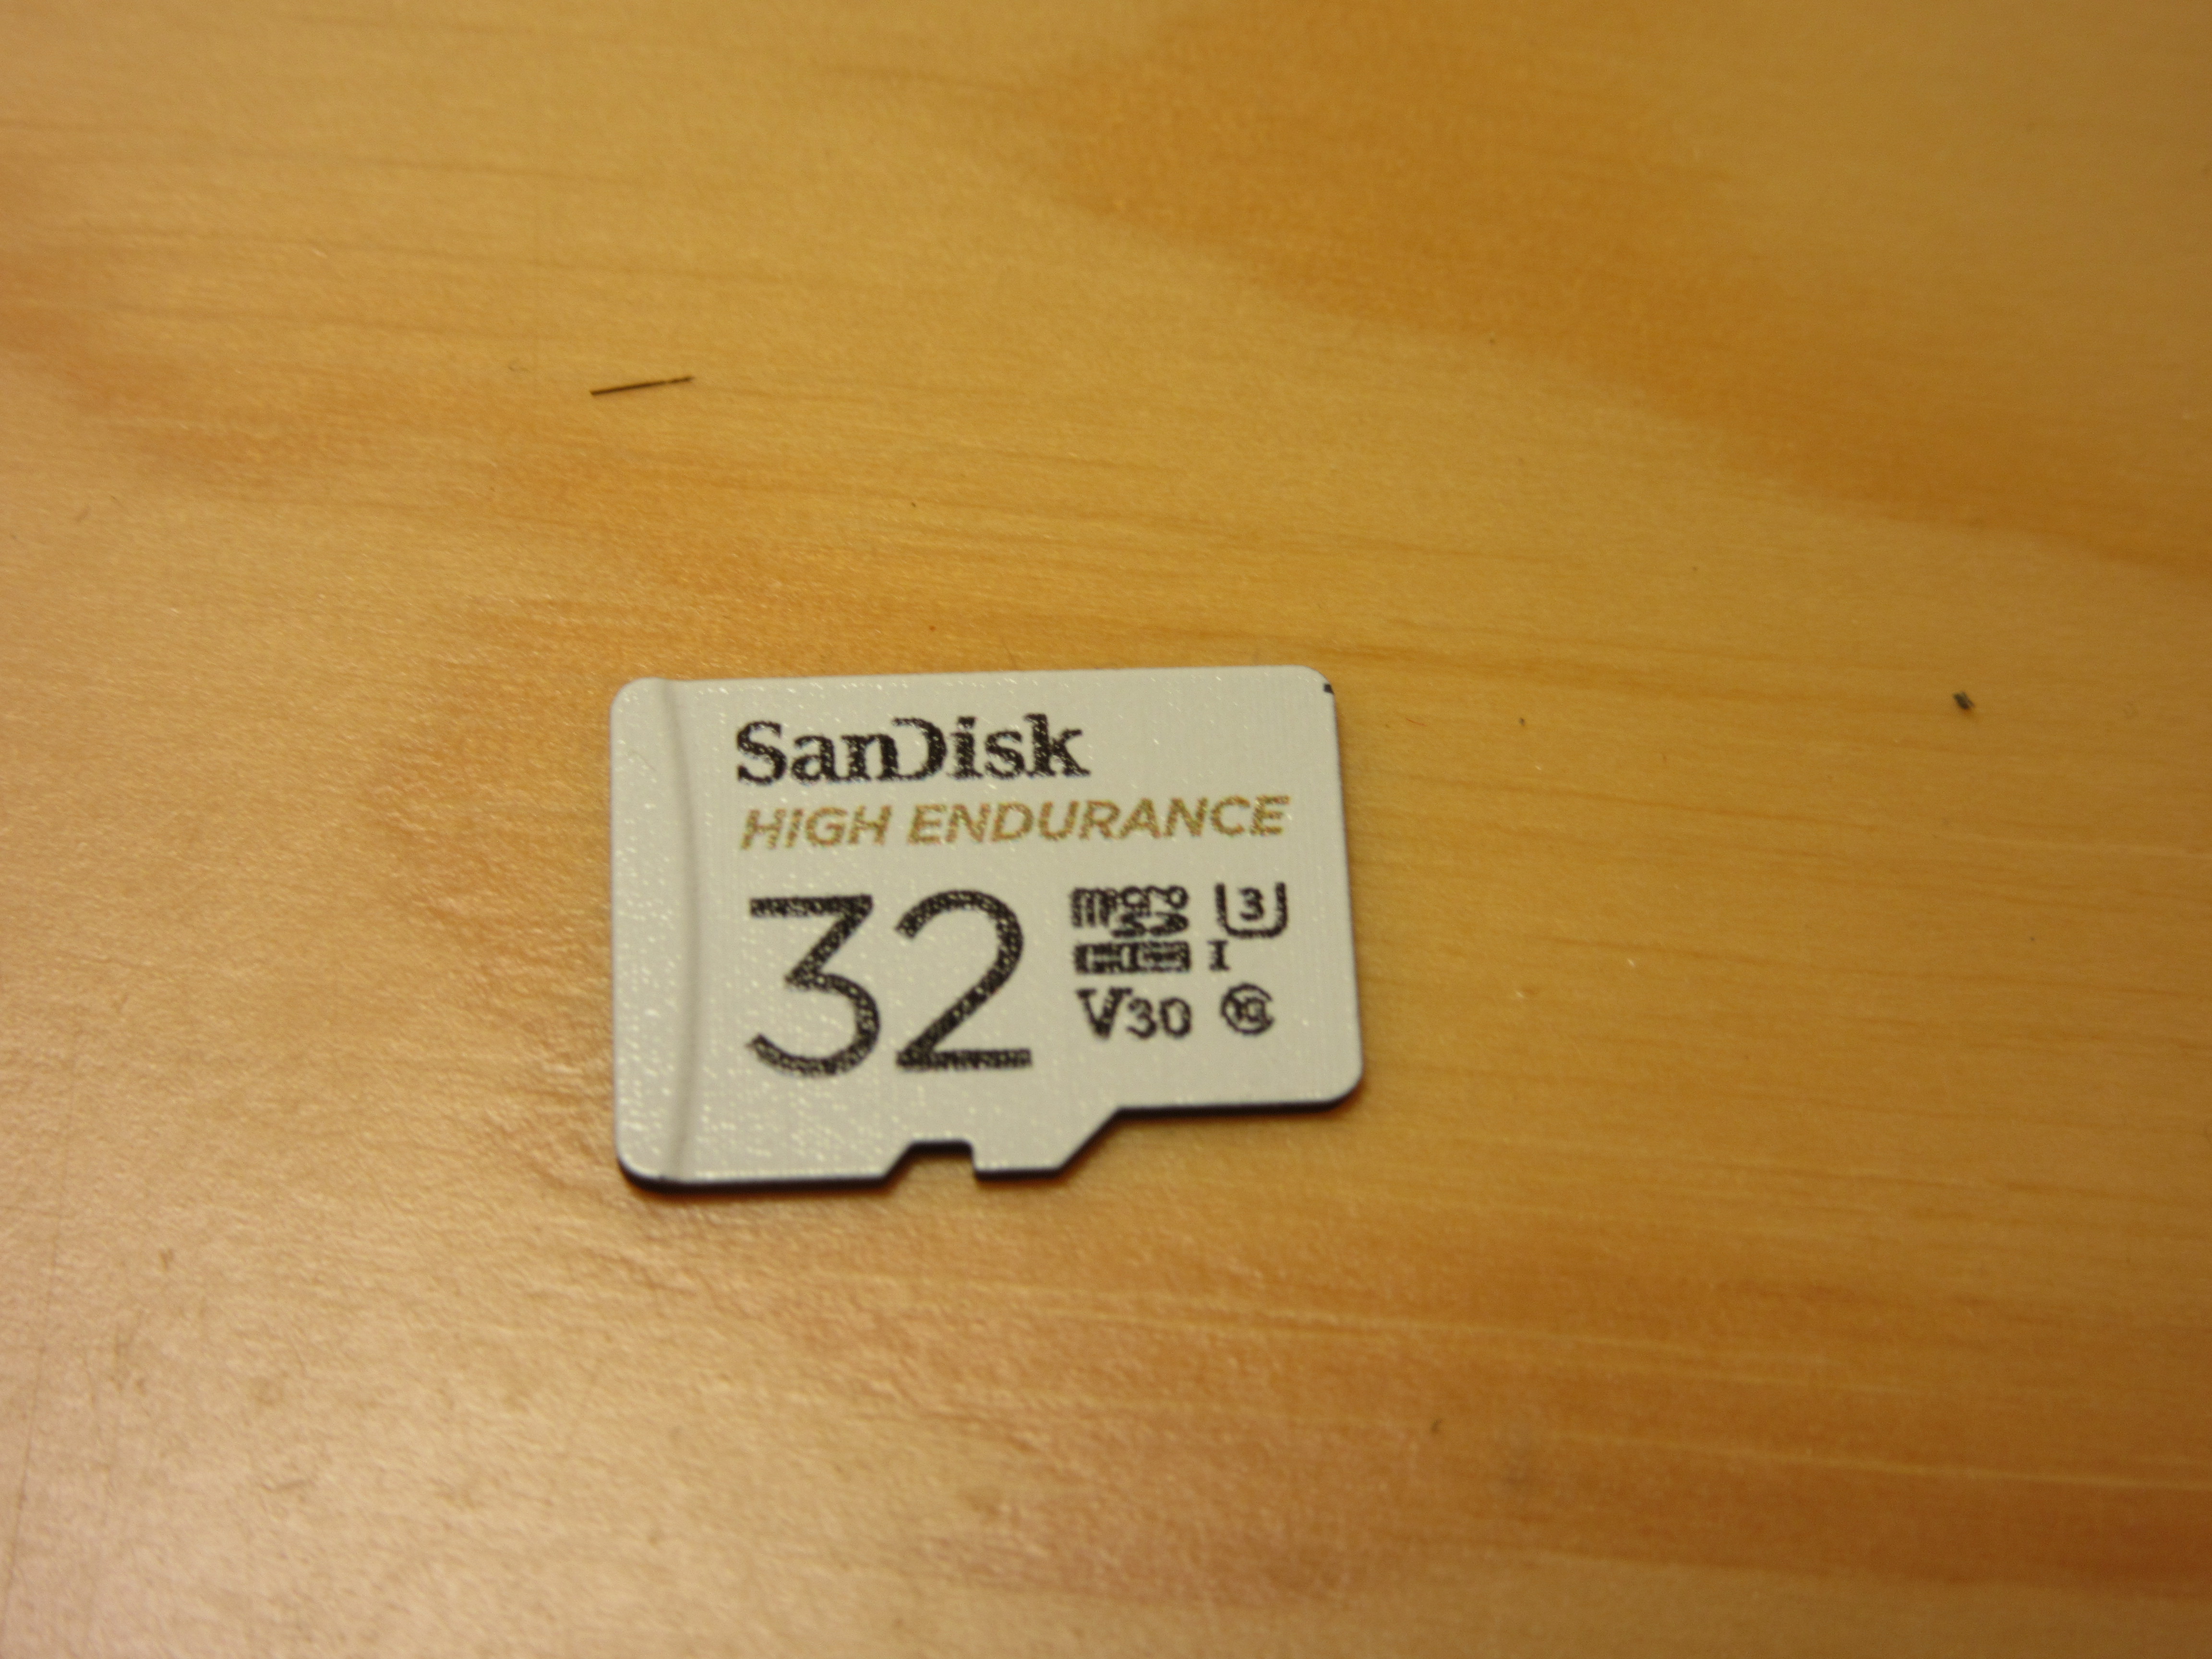 SanDisk
HIGH ENDURANCE
32
micro
SD
HC I
3
V30
10